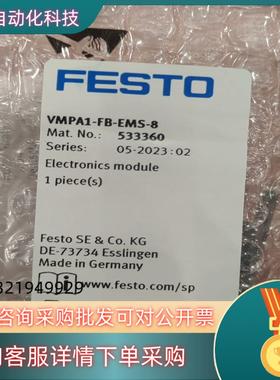 自动化科技
FESTO
VMPA1-FB-EMS-8
Mat. No.: 533360
Series: 05-2023:02
Electronics module
1 piece(s)
Festo SE & Co. KG
DE-73734 Esslingen
Made in Germany
www.festo.com/sp
咨询采购批发可对公开票
客服详情下单采购